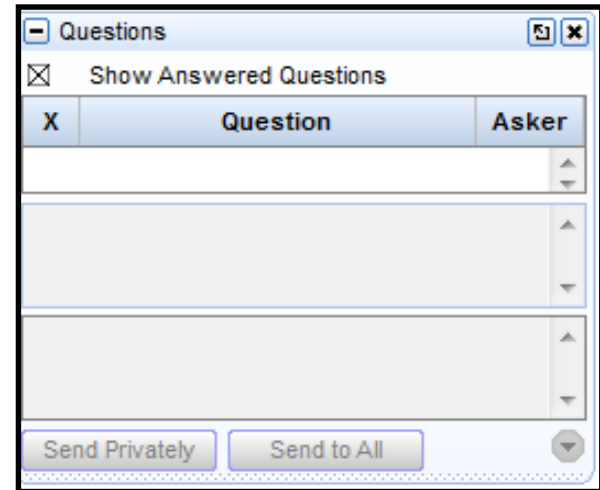 Questions
Show Answered Questions
X Question Asker
Send Privately Send to All